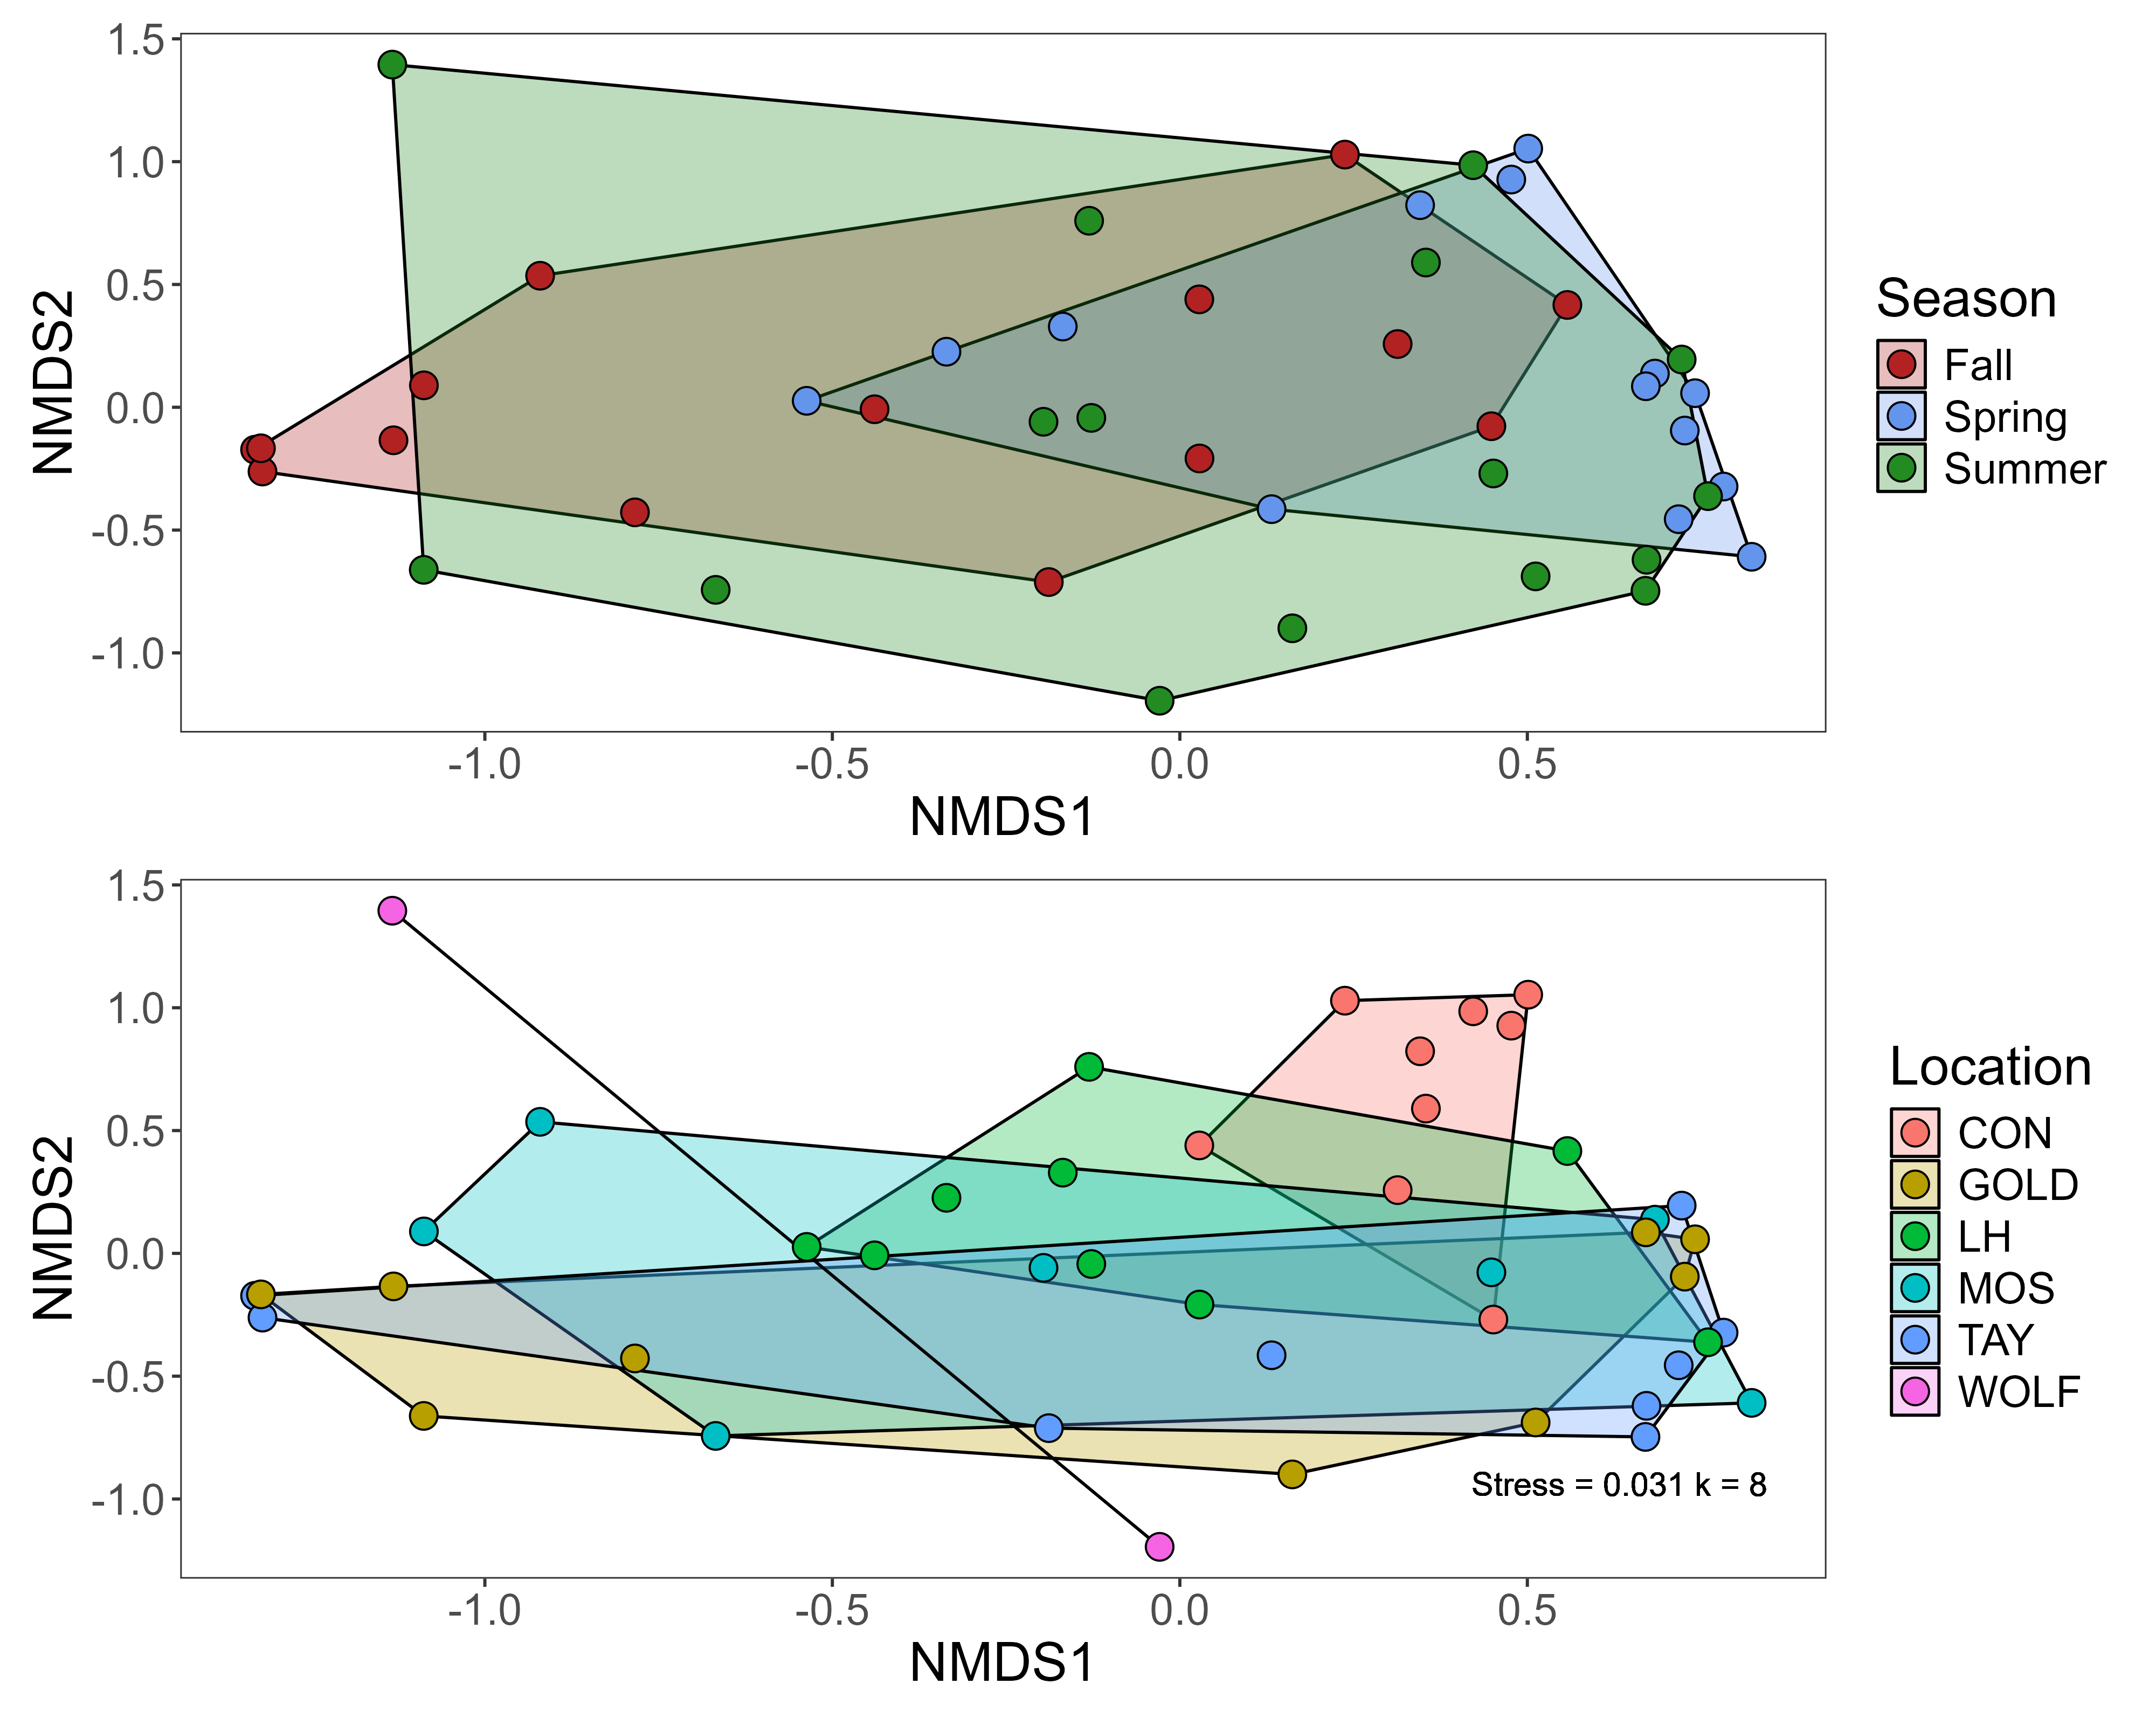 1.5
1.0
0.5
0.0
-0.5
-1.0
NMDS2
-1.0 -0.5 0.0 0.5
NMDS1
Season
Fall
Spring
Summer
1.5
1.0
0.5
0.0
-0.5
-1.0
NMDS2
Stress = 0.031 k = 8
-1.0 -0.5 0.0 0.5
NMDS1
Location
CON
GOLD
LH
MOS
TAY
WOLF